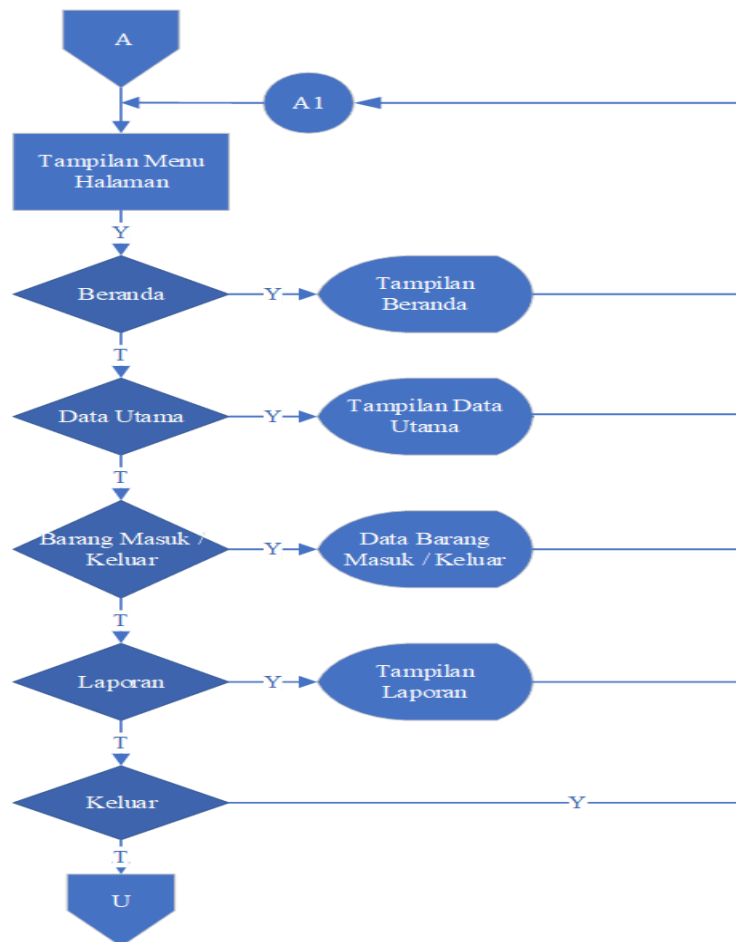 A
A1
Tampilan Menu
Halaman
Y
Beranda
Y
Tampilan
Beranda
T
Data Utama
Y
Tampilan Data
Utama
T
Barang Masuk /
Keluar
Y
Data Barang
Masuk / Keluar
T
Laporan
Y
Tampilan
Laporan
T
Keluar
Y
T
U